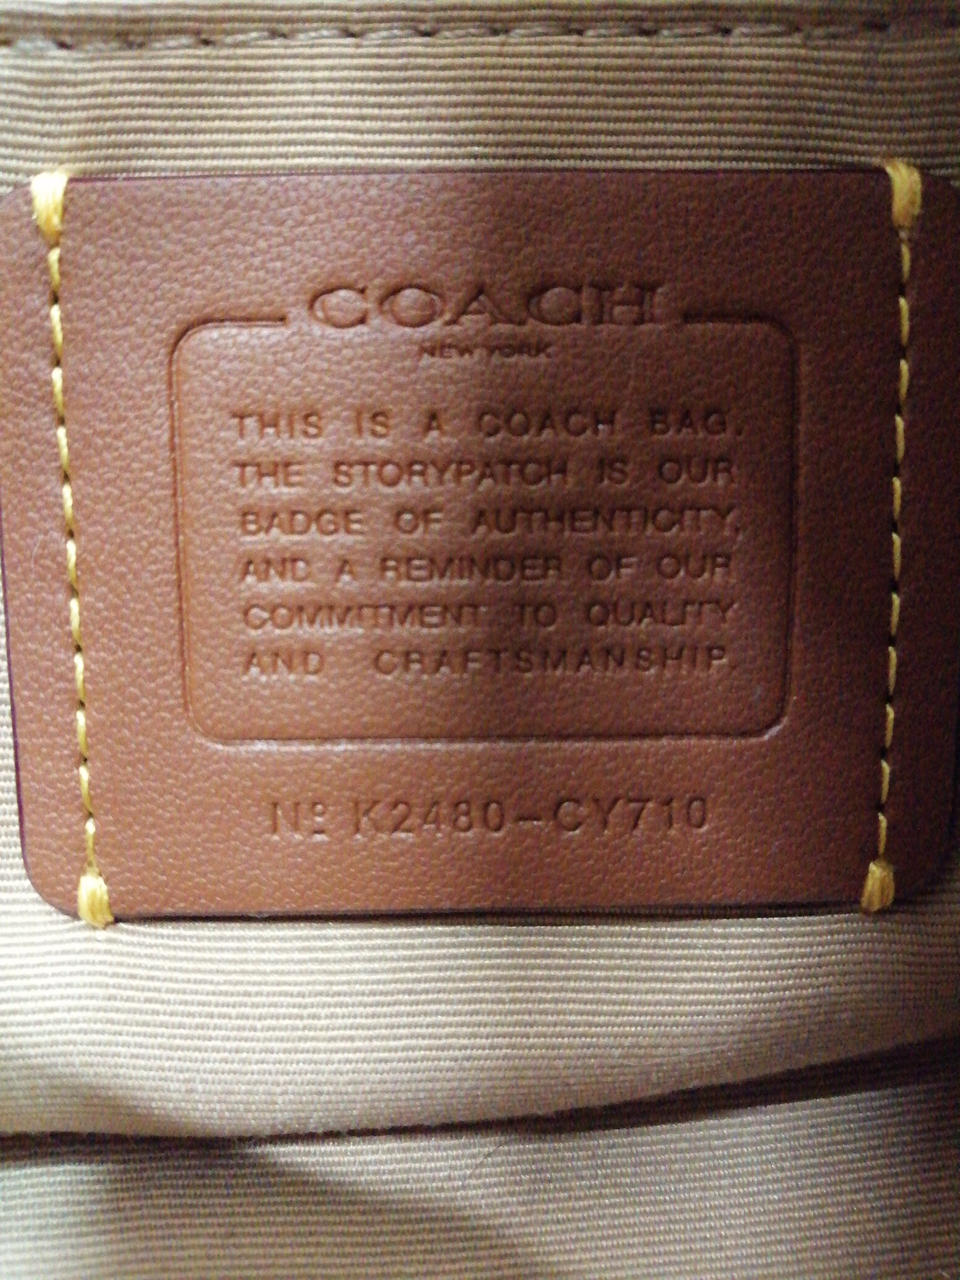 COACH
NEW YORK
THIS IS A COACH BAG.
THE STORYPATCH IS OUR
BADGE OF AUTHENTICITY,
AND A REMINDER OF OUR
COMMITMENT TO QUALITY
AND CRAFTSMANSHIP.
Nº K2480-CY710